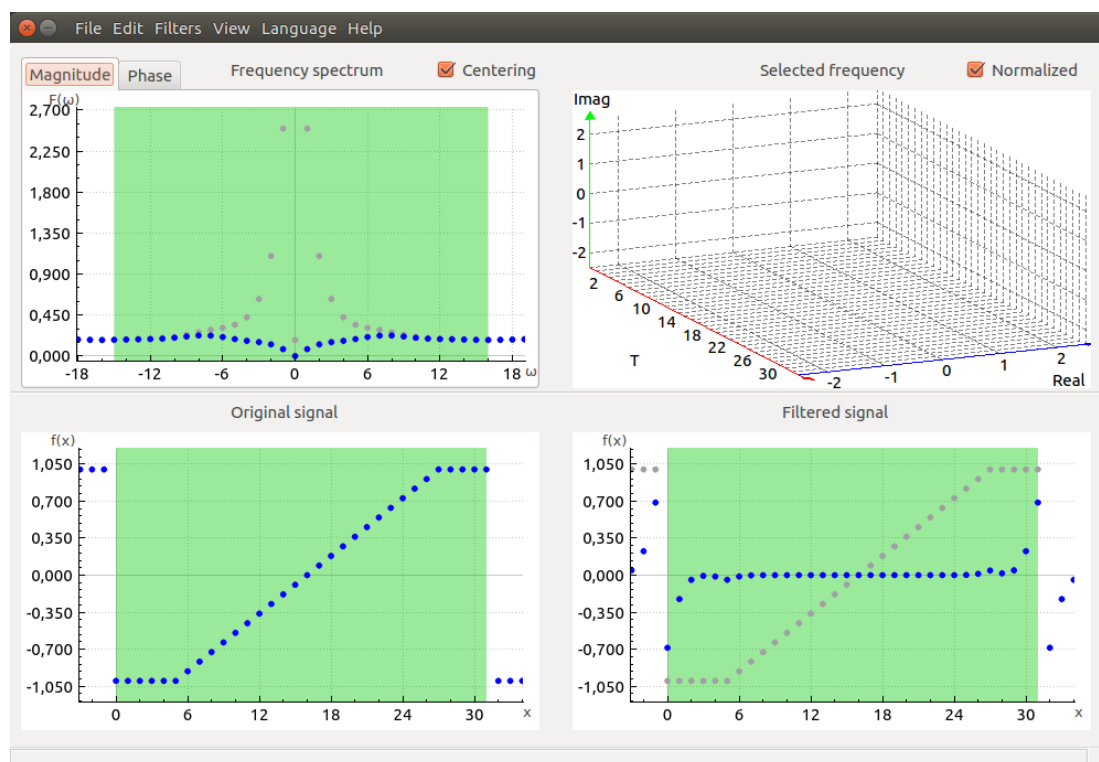 File Edit Filters View Language Help
Magnitude Phase Frequency spectrum Centering
F(ω)
2,700
2,250
1,800
1,350
0,900
0,450
0,000
-18 -12 -6 0 6 12 18 ω
Selected frequency Normalized
Imag
2
1
0
-1
-2
2 6 10 14 18 22 26 30
T
-2 -1 0 1 2
Real
Original signal
f(x)
1,050
0,700
0,350
0,000
-0,350
-0,700
-1,050
0 6 12 18 24 30 x
Filtered signal
f(x)
1,050
0,700
0,350
0,000
-0,350
-0,700
-1,050
0 6 12 18 24 30 x